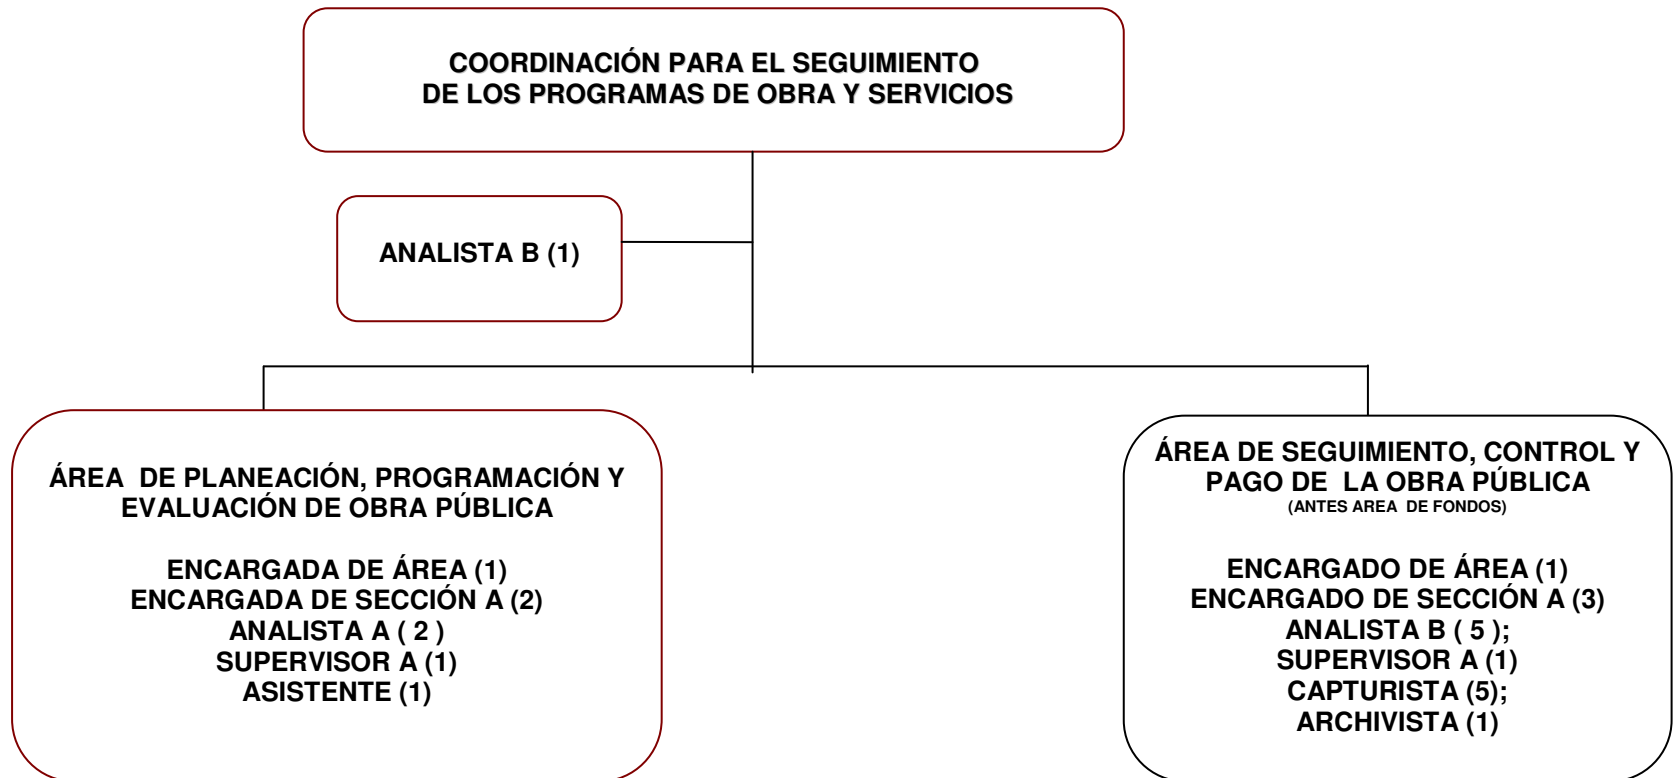 COORDINACIÓN PARA EL SEGUIMIENTO
DE LOS PROGRAMAS DE OBRA Y SERVICIOS
ANALISTA B (1)
ÁREA DE PLANEACIÓN, PROGRAMACIÓN Y
EVALUACIÓN DE OBRA PÚBLICA
ENCARGADA DE ÁREA (1)
ENCARGADA DE SECCIÓN A (2)
ANALISTA A ( 2 )
SUPERVISOR A (1)
ASISTENTE (1)
ÁREA DE SEGUIMIENTO, CONTROL Y
PAGO DE LA OBRA PÚBLICA
(ANTES AREA DE FONDOS)
ENCARGADO DE ÁREA (1)
ENCARGADO DE SECCIÓN A (3)
ANALISTA B ( 5 );
SUPERVISOR A (1)
CAPTURISTA (5);
ARCHIVISTA (1)